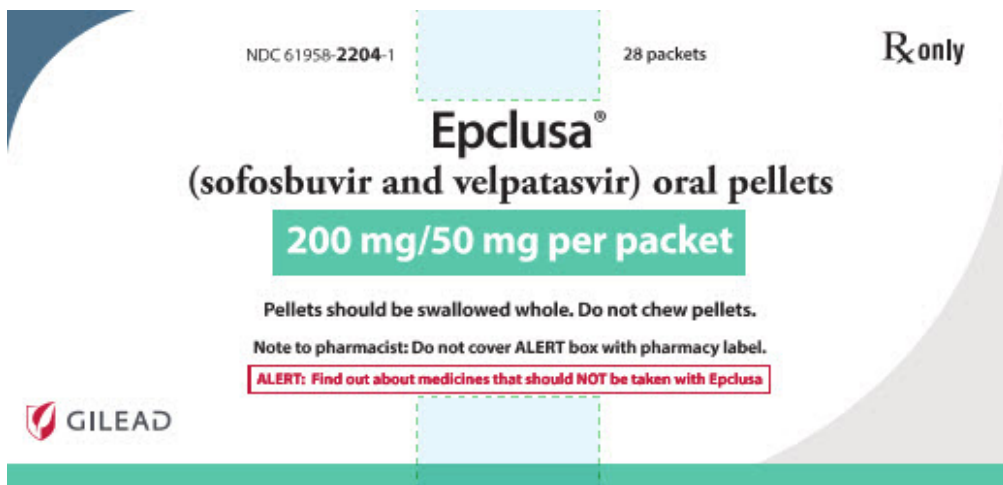 NDC 61958-2204-1
28 packets
Rx only
Epclusa®
(sofosbuvir and velpatasvir) oral pellets
200 mg/50 mg per packet
Pellets should be swallowed whole. Do not chew pellets.
Note to pharmacist: Do not cover ALERT box with pharmacy label.
ALERT: Find out about medicines that should NOT be taken with Epclusa
GILEAD